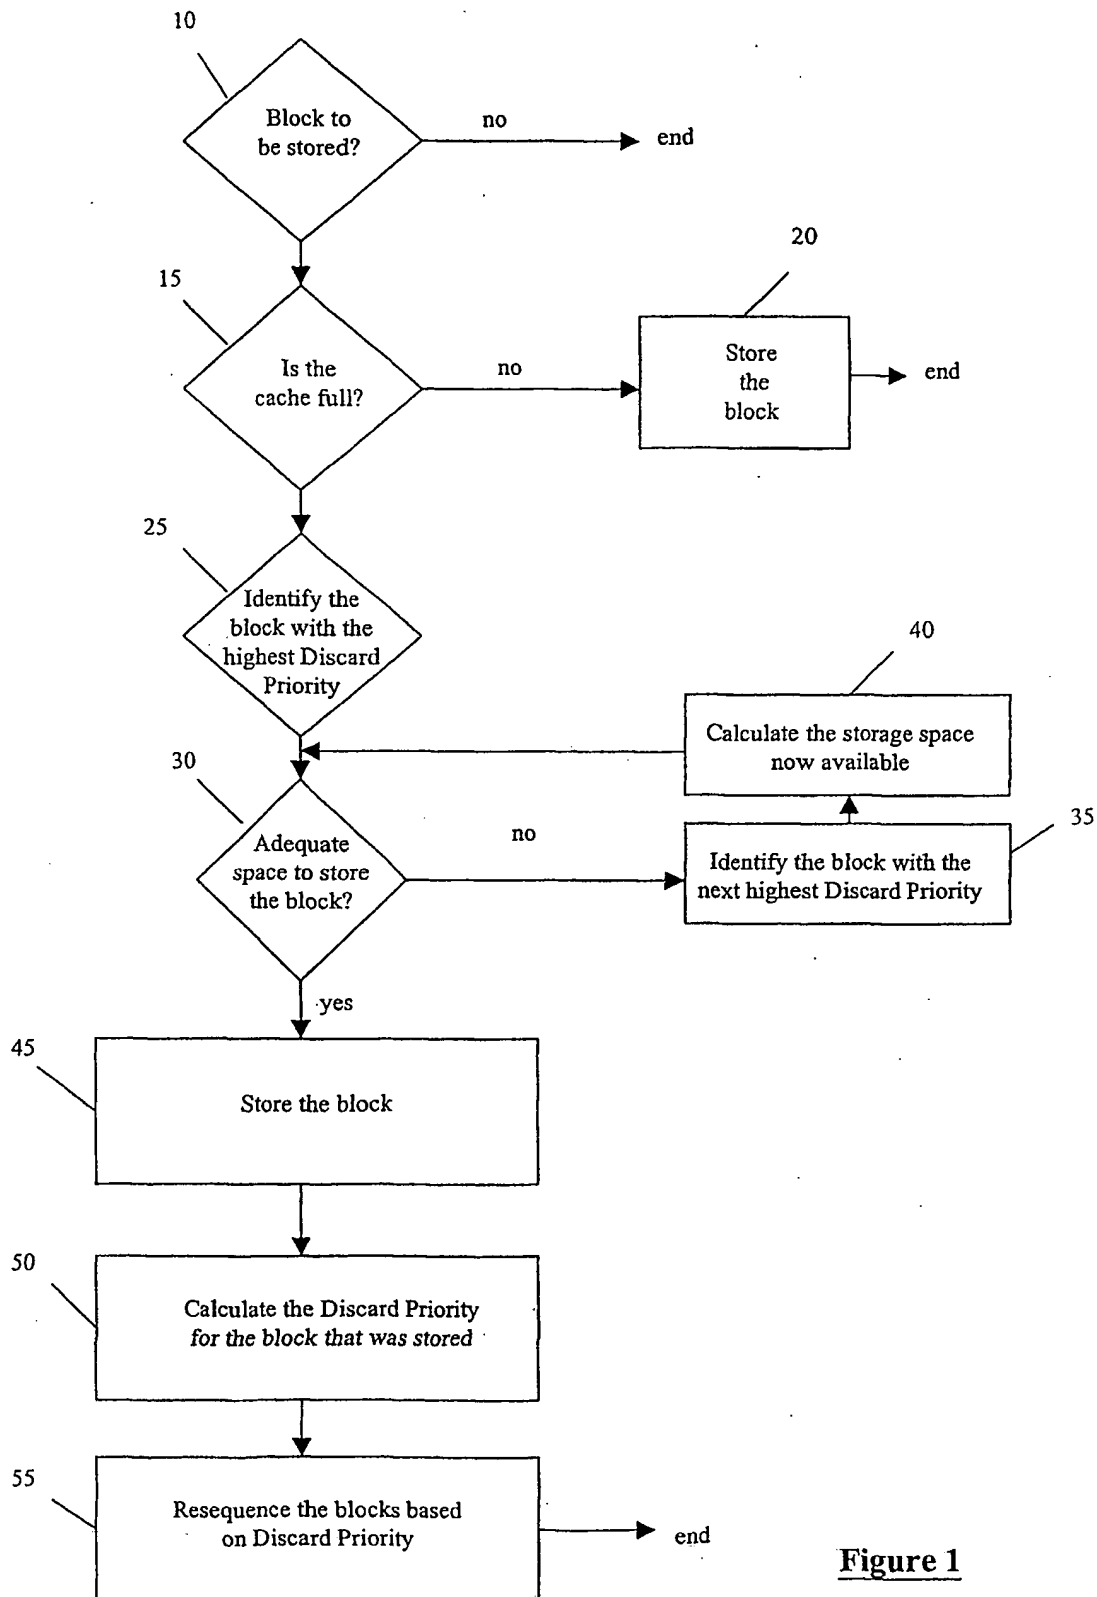 10
Block to
be stored?
no
end
15
Is the
cache full?
no
20
Store
the
block
end
25
Identify the
block with the
highest Discard
Priority
40
Calculate the storage space
now available
30
Adequate
space to store
the block?
no
35
Identify the block with the
next highest Discard Priority
yes
45
Store the block
50
Calculate the Discard Priority
for the block that was stored
55
Resequence the blocks based
on Discard Priority
end
Figure 1